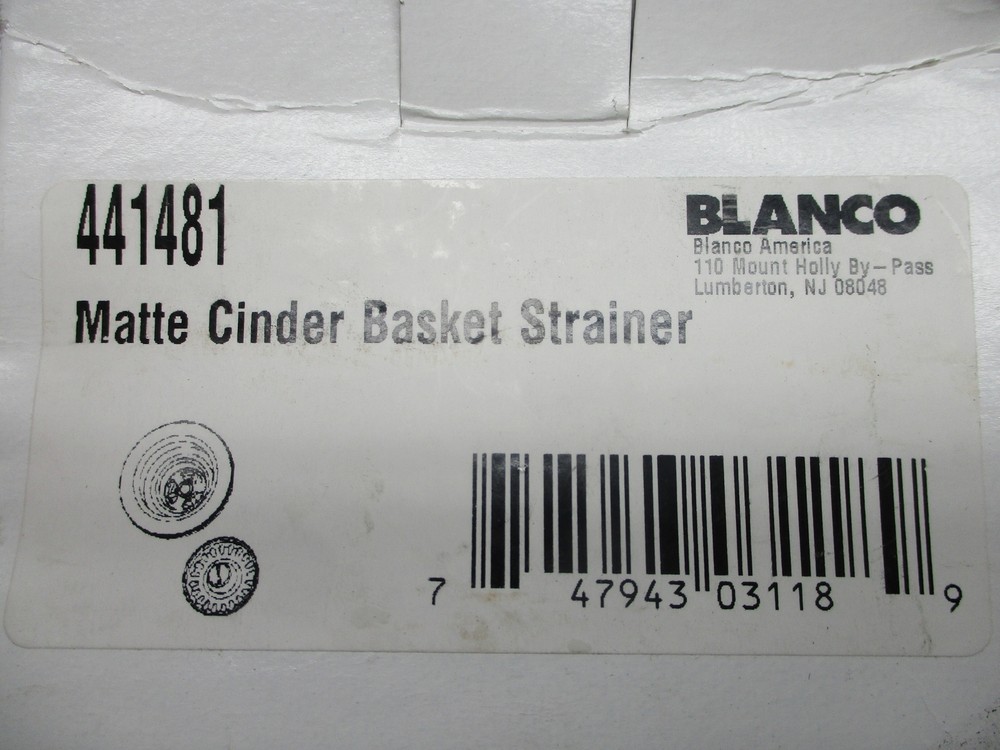 441481
BLANCO
Blanco America
110 Mount Holly By-Pass
Lumberton, NJ 08048
Matte Cinder Basket Strainer
7 47943 03118 9